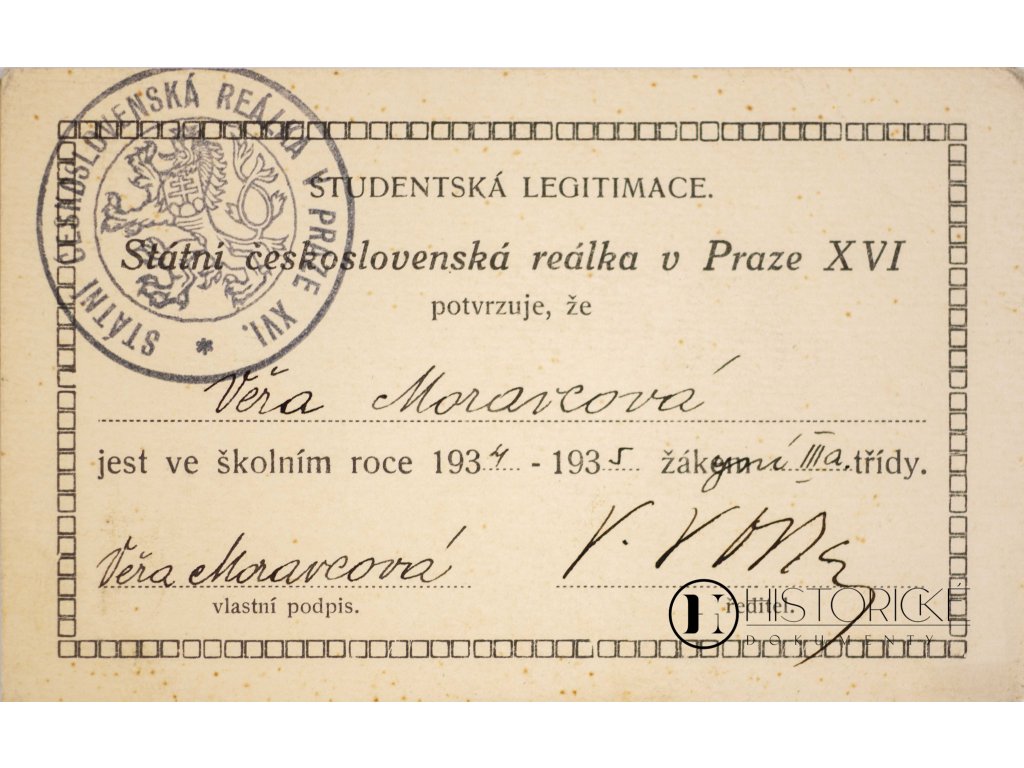 STÁTNÍ ČESKOSLOVENSKÁ REÁLKA V PRAZE XVI. *
STUDENTSKÁ LEGITIMACE.
Státní československá reálka v Praze XVI
potvrzuje, že
Věra Moravcová
jest ve školním roce 1934 - 1935 žákyní III a. třídy.
Věra Moravcová
V.
vlastní podpis. ředitel.
HISTORICKÉ
DOKUMENTY